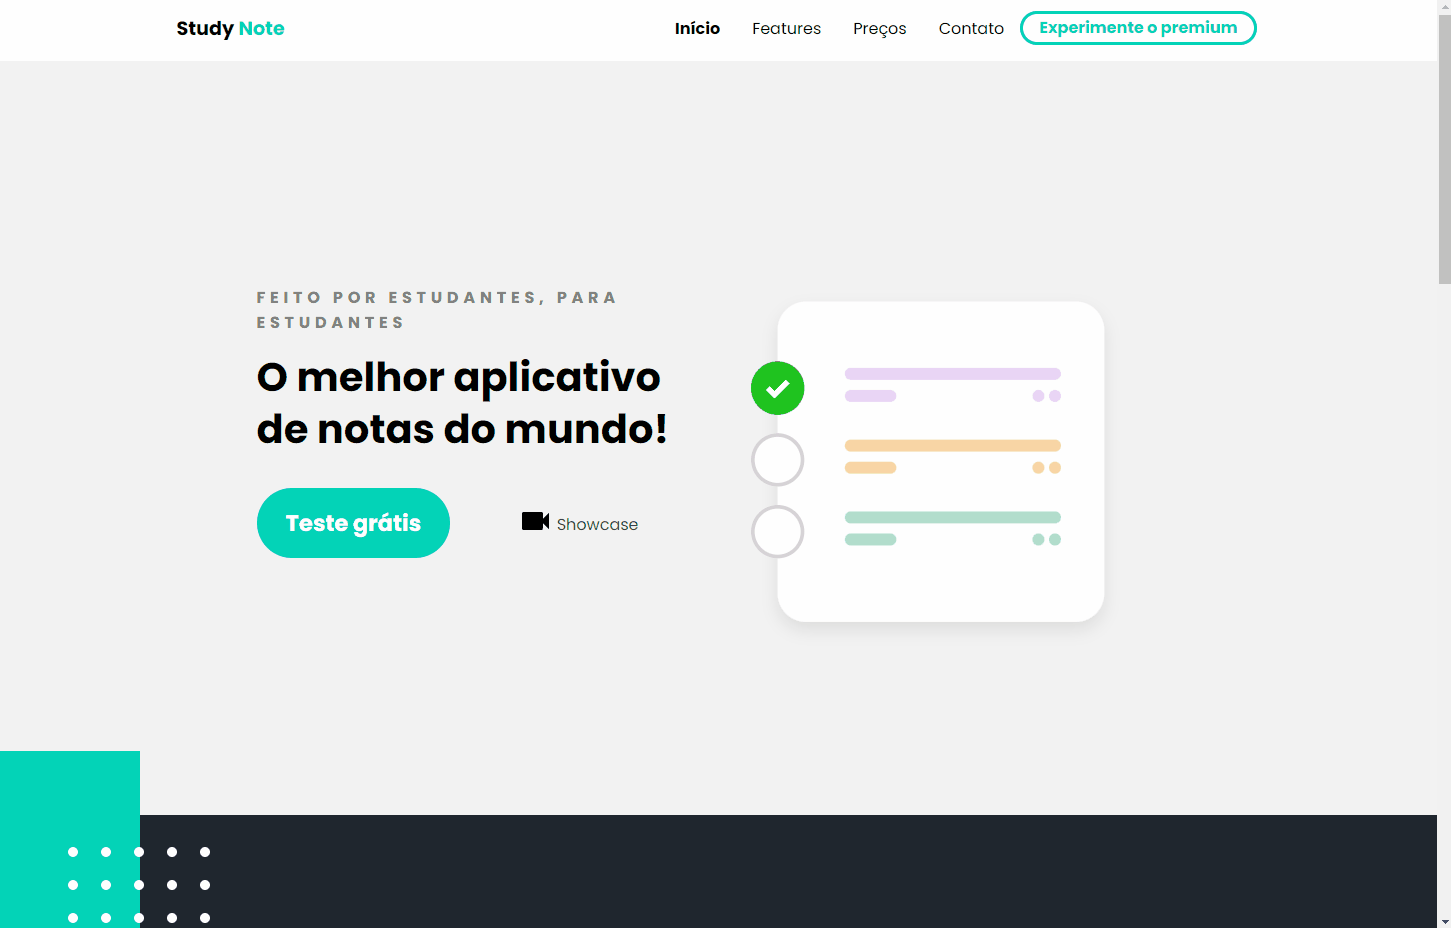 Study Note
Início Features Preços Contato Experimente o premium
FEITO POR ESTUDANTES, PARA
ESTUDANTES
O melhor aplicativo
de notas do mundo!
Teste grátis
Showcase